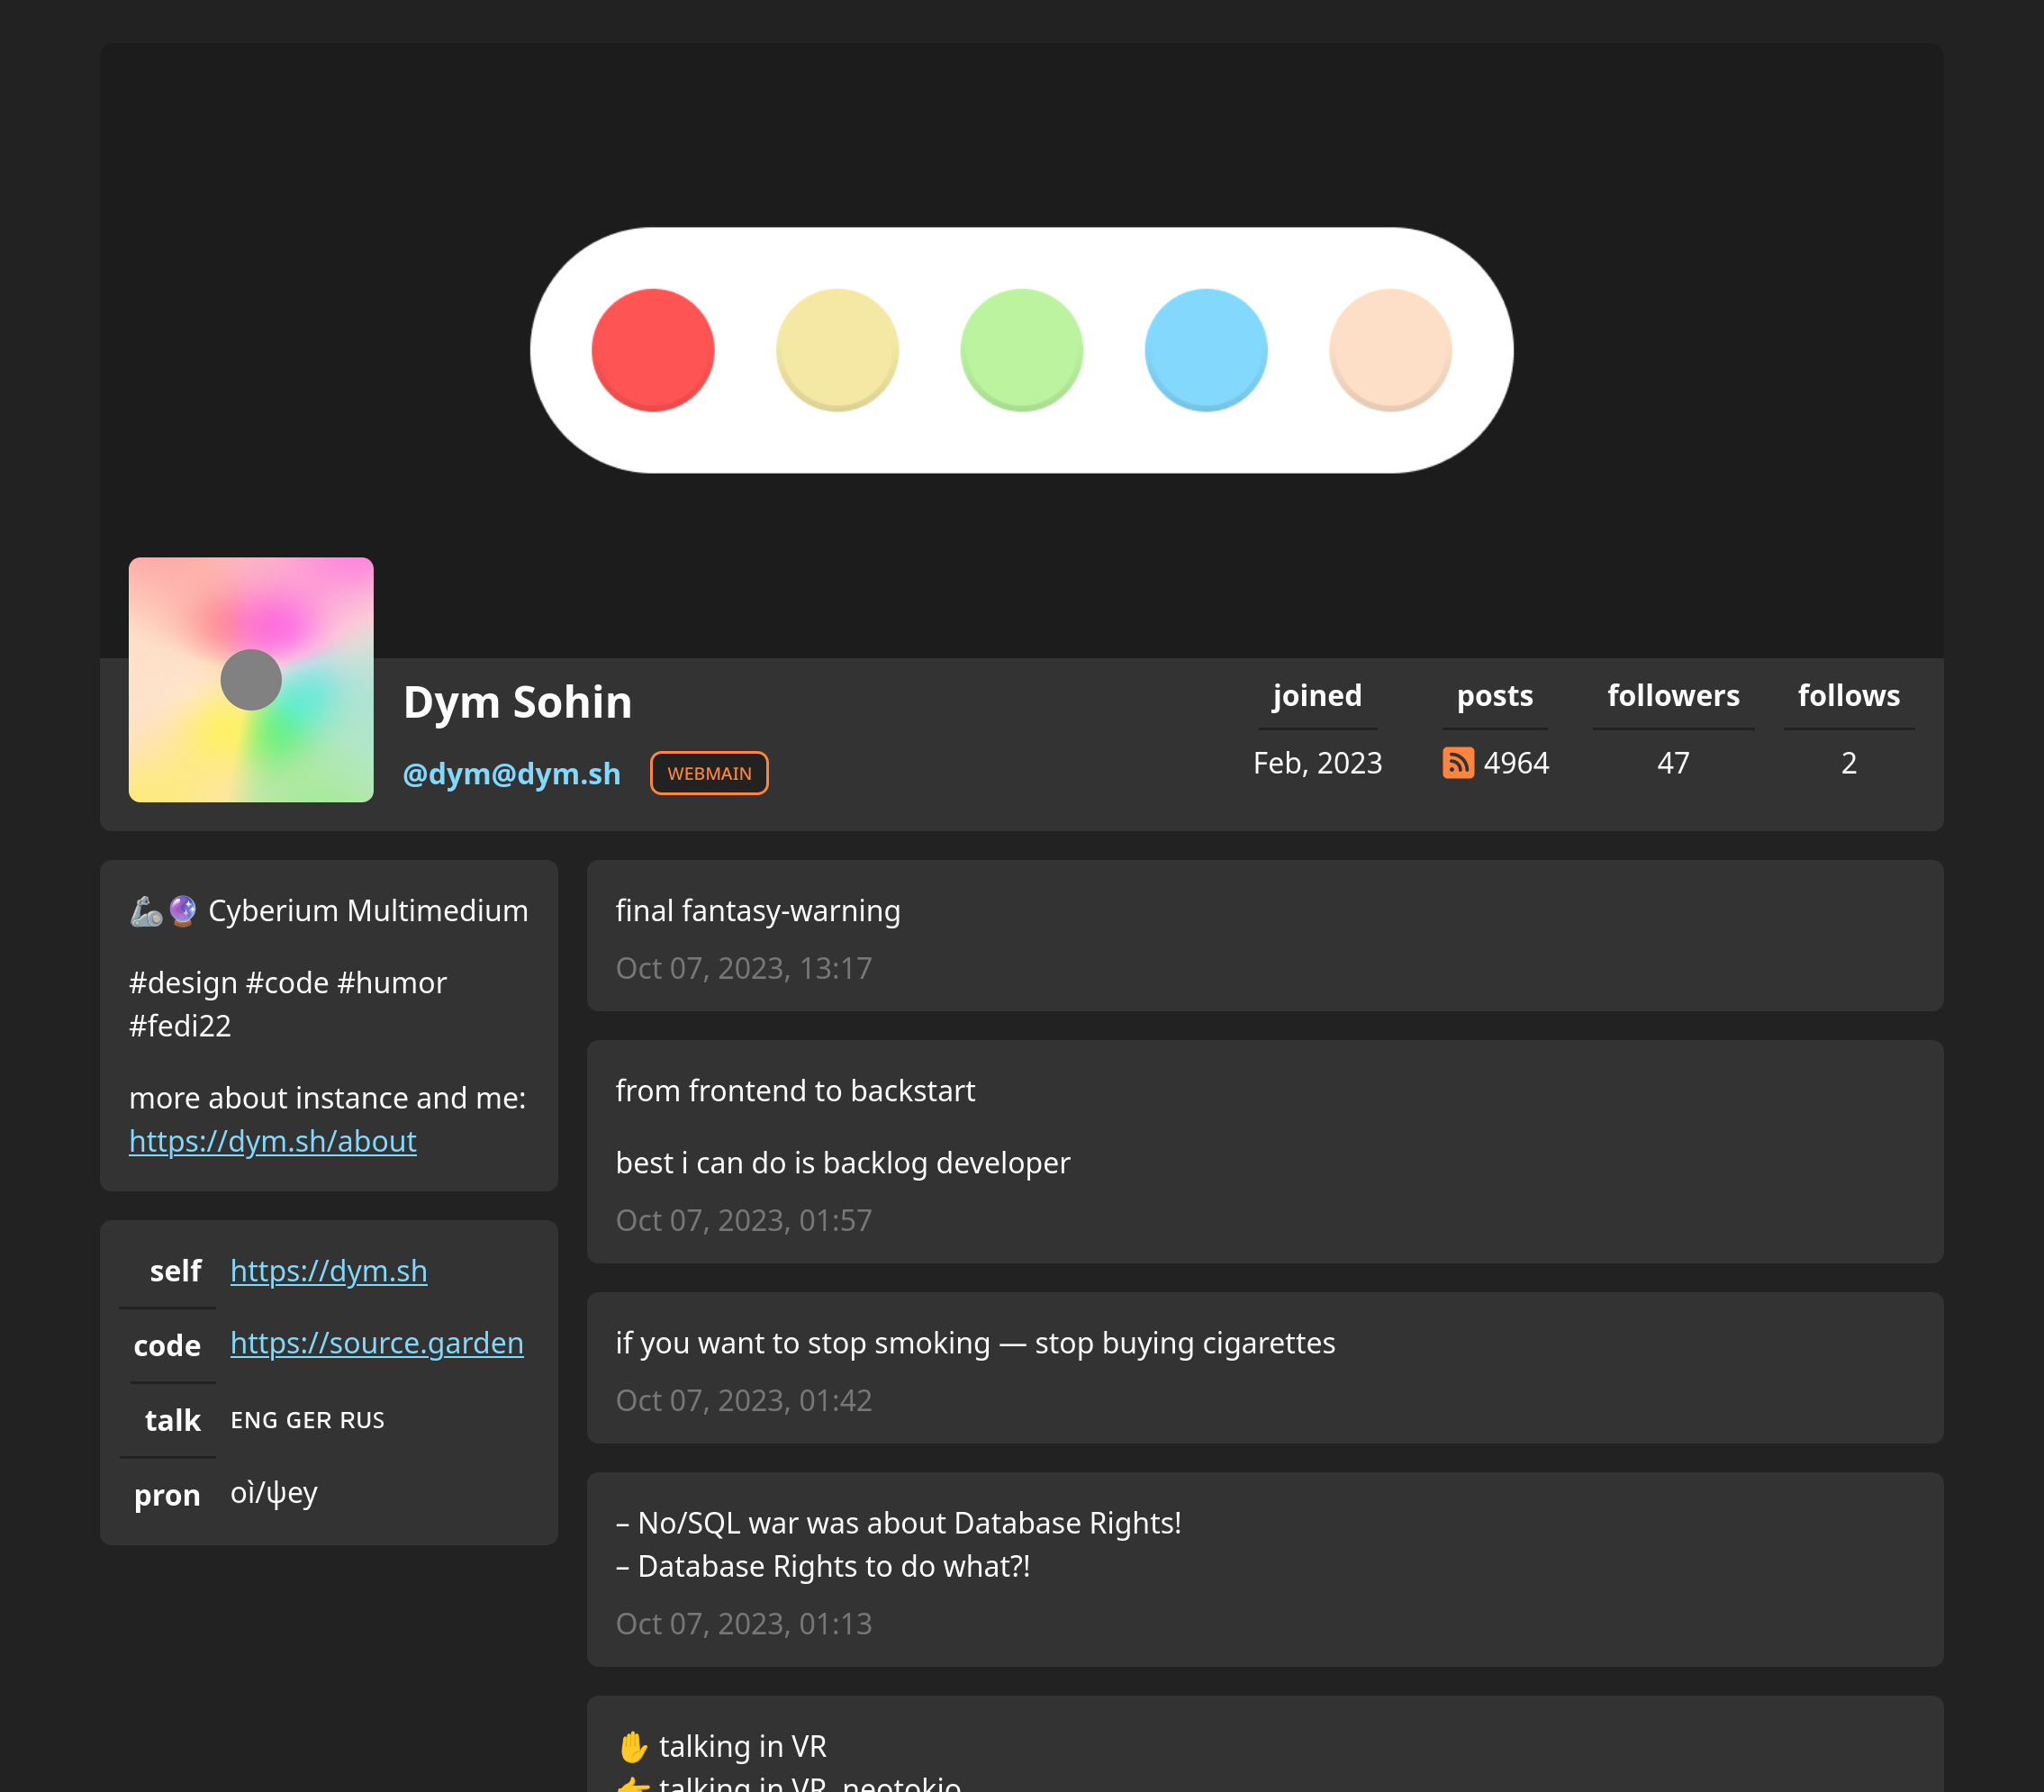 Dym Sohin
@dym@dym.sh WEBMAIN
joined posts followers follows
Feb, 2023 4964 47 2
🦾🔮 Cyberium Multimedium
#design #code #humor
#fedi22
more about instance and me:
https://dym.sh/about
self https://dym.sh
code https://source.garden
talk ᴇɴɢ ɢᴇʀ ʀᴜs
pron oì/ψey
final fantasy-warning
Oct 07, 2023, 13:17
from frontend to backstart
best i can do is backlog developer
Oct 07, 2023, 01:57
if you want to stop smoking — stop buying cigarettes
Oct 07, 2023, 01:42
– No/SQL war was about Database Rights!
– Database Rights to do what?!
Oct 07, 2023, 01:13
✋ talking in VR
👉 talking in VR, neotokio